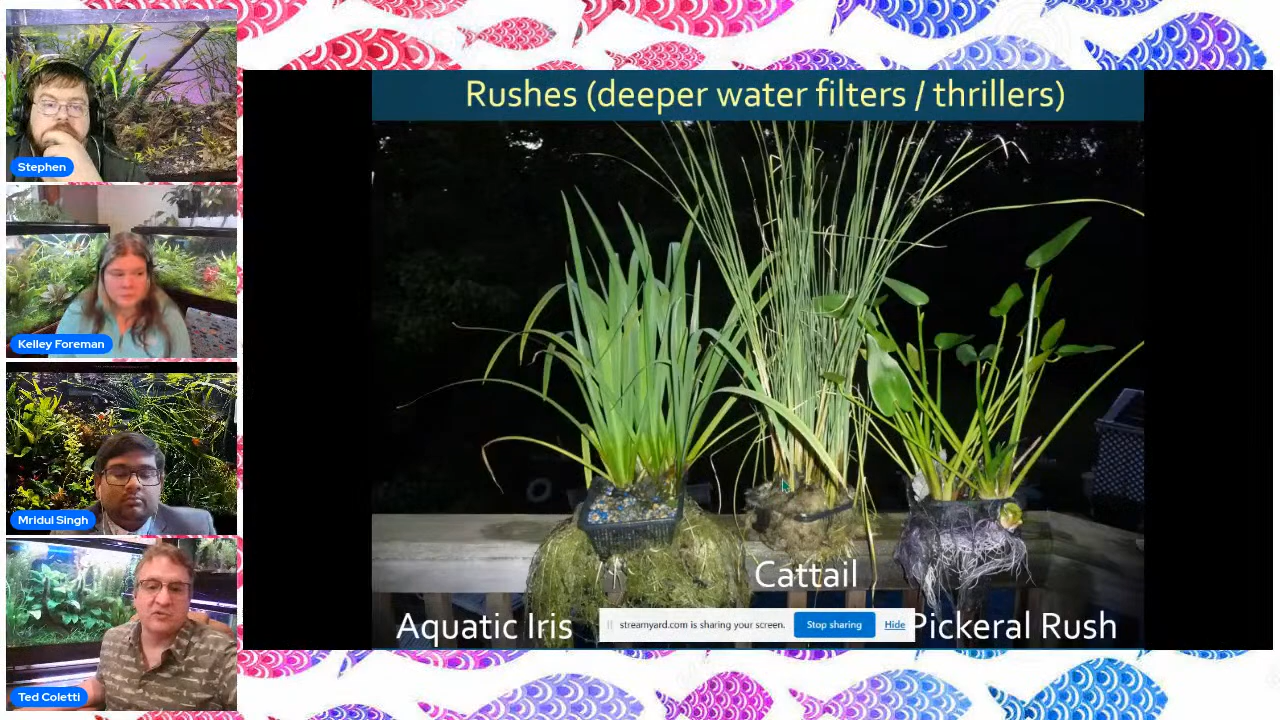 Rushes (deeper water filters / thrillers)
Stephen
Kelley Foreman
Mridul Singh
Ted Coletti
Cattail
Aquatic Iris
Pickeral Rush
streamyard.com is sharing your screen.
Stop sharing
Hide